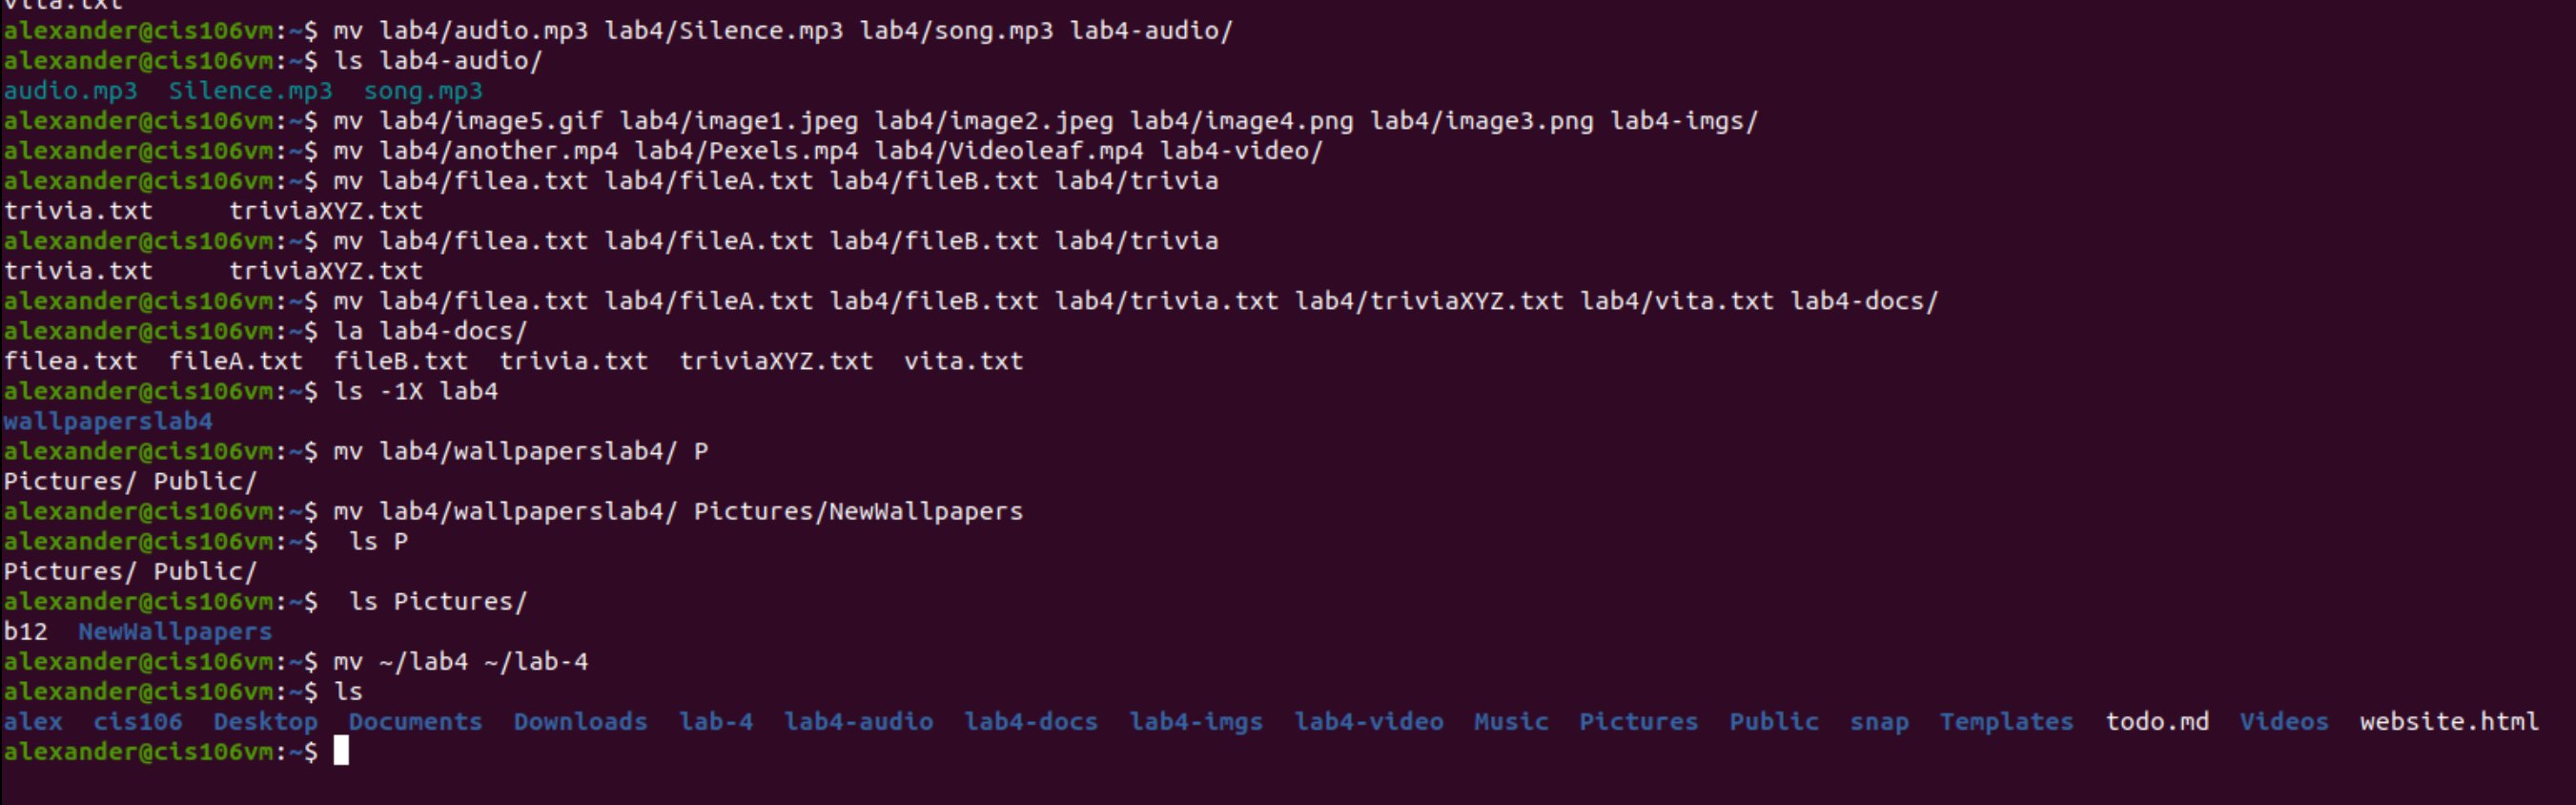 vita.txt
alexander@cis106vm:~$ mv lab4/audio.mp3 lab4/Silence.mp3 lab4/song.mp3 lab4-audio/
alexander@cis106vm:~$ ls lab4-audio/
audio.mp3  Silence.mp3  song.mp3
alexander@cis106vm:~$ mv lab4/image5.gif lab4/image1.jpeg lab4/image2.jpeg lab4/image4.png lab4/image3.png lab4-imgs/
alexander@cis106vm:~$ mv lab4/another.mp4 lab4/Pexels.mp4 lab4/Videoleaf.mp4 lab4-video/
alexander@cis106vm:~$ mv lab4/filea.txt lab4/fileA.txt lab4/fileB.txt lab4/trivia
trivia.txt     triviaXYZ.txt
alexander@cis106vm:~$ mv lab4/filea.txt lab4/fileA.txt lab4/fileB.txt lab4/trivia
trivia.txt     triviaXYZ.txt
alexander@cis106vm:~$ mv lab4/filea.txt lab4/fileA.txt lab4/fileB.txt lab4/trivia.txt lab4/triviaXYZ.txt lab4/vita.txt lab4-docs/
alexander@cis106vm:~$ la lab4-docs/
filea.txt  fileA.txt  fileB.txt  trivia.txt  triviaXYZ.txt  vita.txt
alexander@cis106vm:~$ ls -1X lab4
wallpaperslab4
alexander@cis106vm:~$ mv lab4/wallpaperslab4/ P
Pictures/ Public/
alexander@cis106vm:~$ mv lab4/wallpaperslab4/ Pictures/NewWallpapers
alexander@cis106vm:~$  ls P
Pictures/ Public/
alexander@cis106vm:~$  ls Pictures/
b12  NewWallpapers
alexander@cis106vm:~$ mv ~/lab4 ~/lab-4
alexander@cis106vm:~$ ls
alex  cis106  Desktop  Documents  Downloads  lab-4  lab4-audio  lab4-docs  lab4-imgs  lab4-video  Music  Pictures  Public  snap  Templates  todo.md  Videos  website.html
alexander@cis106vm:~$